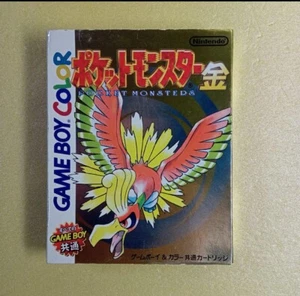 Nintendo
ポケットモンスター金
POCKET MONSTERS
GAME BOY COLOR
GAME BOY
共通
ゲームボーイ&カラー共通カートリッジ